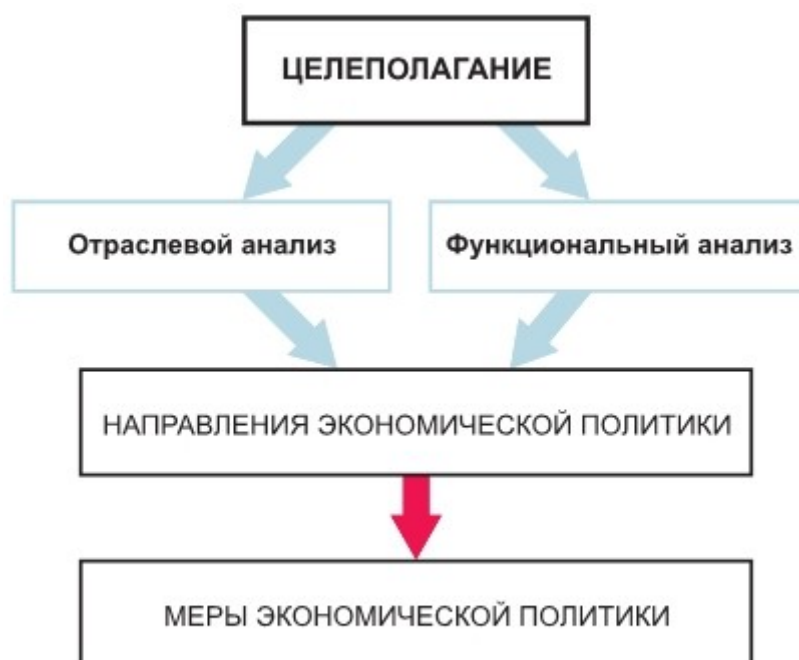 ЦЕЛЕПОЛАГАНИЕ
Отраслевой анализ
Функциональный анализ
НАПРАВЛЕНИЯ ЭКОНОМИЧЕСКОЙ ПОЛИТИКИ
МЕРЫ ЭКОНОМИЧЕСКОЙ ПОЛИТИКИ